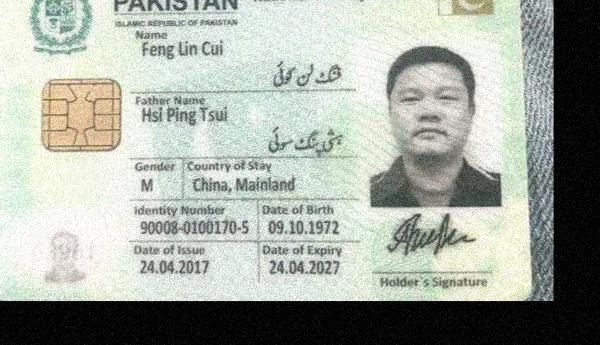 PAKISTAN
ISLAMIC REPUBLIC OF PAKISTAN
Name
Feng Lin Cui
فنگ لن کوئی
Father Name
Hsi Ping Tsui
ہشی پنگ سوئی
Gender Country of Stay
M China, Mainland
Identity Number Date of Birth
90008-0100170-5 09.10.1972
Date of Issue Date of Expiry
24.04.2017 24.04.2027
Holder's Signature